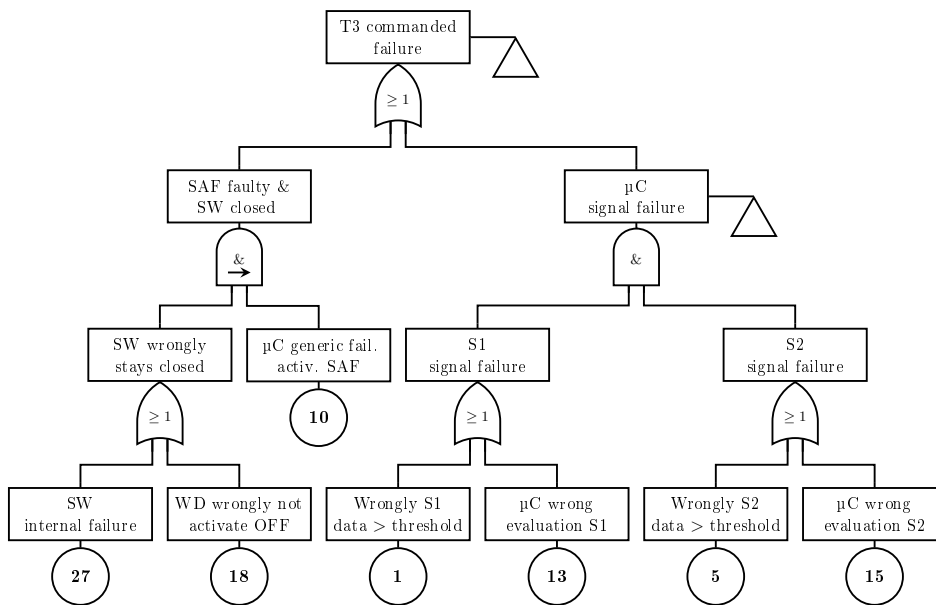 T3 commanded
failure
≥ 1
SAF faulty &
SW closed
µC
signal failure
&
&
SW wrongly
stays closed
µC generic fail.
activ. SAF
S1
signal failure
S2
signal failure
≥ 1
10
≥ 1
≥ 1
SW
internal failure
WD wrongly not
activate OFF
Wrongly S1
data > threshold
µC wrong
evaluation S1
Wrongly S2
data > threshold
µC wrong
evaluation S2
27
18
1
13
5
15